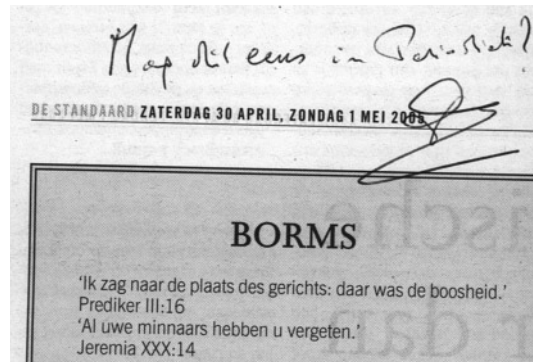 Mag dit eens in
DE STANDAARD ZATERDAG 30 APRIL, ZONDAG 1 MEI 2005
BORMS
'Ik zag naar de plaats des gerichts: daar was de boosheid.'
Prediker III:16
'Al uwe minnaars hebben u vergeten.'
Jeremia XXX:14